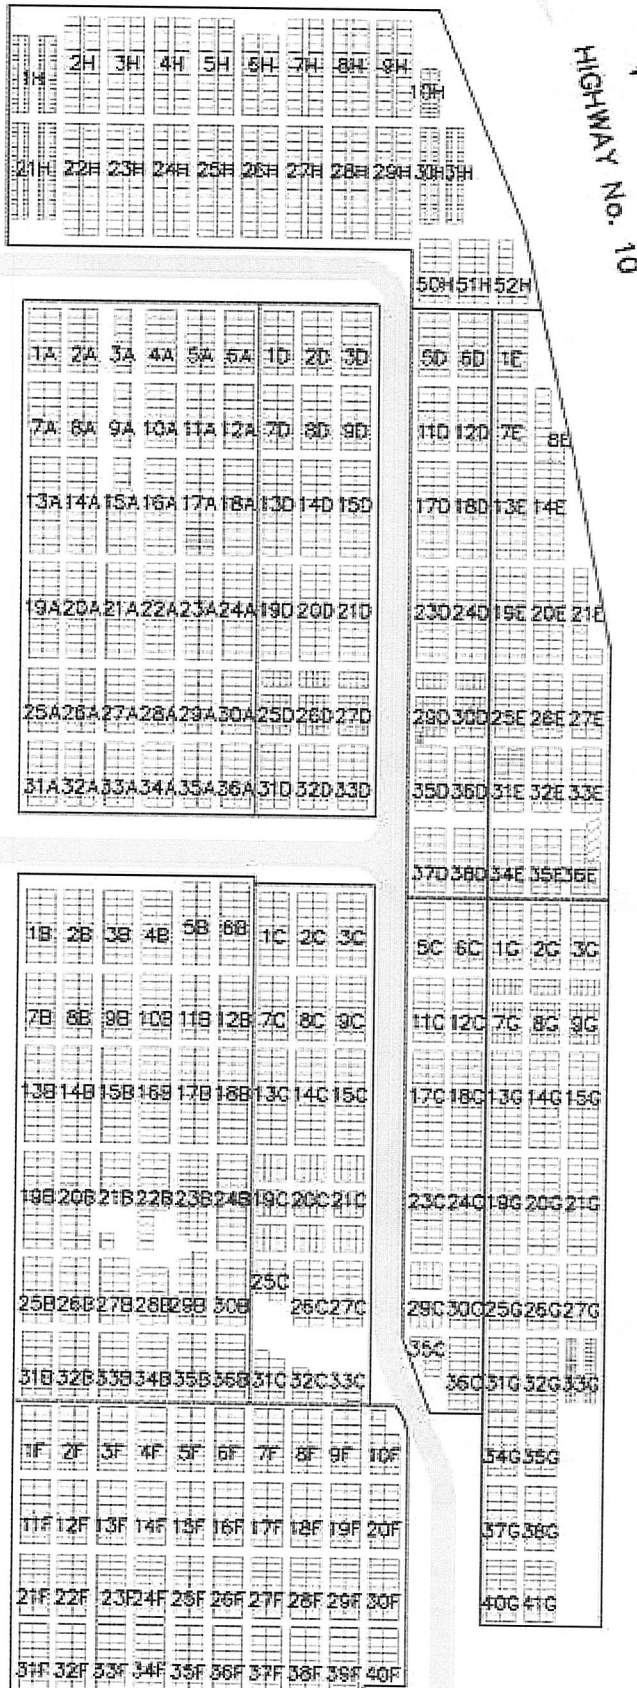 HIGHWAY No. 10
1H 2H 3H 4H 5H 6H 7H 8H 9H 10H
21H 22H 23H 24H 25H 26H 27H 28H 29H 30H 31H
50H 51H 52H
1A 2A 3A 4A 5A 6A 1D 2D 3D 5D 6D 1E
7A 8A 9A 10A 11A 12A 7D 8D 9D 11D 12D 7E 8E
13A 14A 15A 16A 17A 18A 13D 14D 15D 17D 18D 13E 14E
19A 20A 21A 22A 23A 24A 19D 20D 21D 23D 24D 19E 20E 21E
25A 26A 27A 28A 29A 30A 25D 26D 27D 29D 30D 25E 26E 27E
31A 32A 33A 34A 35A 36A 31D 32D 33D 35D 36D 31E 32E 33E
37D 38D 34E 35E 36E
1B 2B 3B 4B 5B 6B 1C 2C 3C 5C 6C 1G 2G 3G
7B 8B 9B 10B 11B 12B 7C 8C 9C 11C 12C 7G 8G 9G
13B 14B 15B 16B 17B 18B 13C 14C 15C 17C 18C 13G 14G 15G
19B 20B 21B 22B 23B 24B 19C 20C 21C 23C 24C 19G 20G 21G
25B 26B 27B 28B 29B 30B 25C 26C 27C 29C 30C 25G 26G 27G
35C
31B 32B 33B 34B 35B 36B 31C 32C 33C 36C 31G 32G 33G
1F 2F 3F 4F 5F 6F 7F 8F 9F 10F 34G 35G
11F 12F 13F 14F 15F 16F 17F 18F 19F 20F 37G 38G
21F 22F 23F 24F 25F 26F 27F 28F 29F 30F 40G 41G
31F 32F 33F 34F 35F 36F 37F 38F 39F 40F